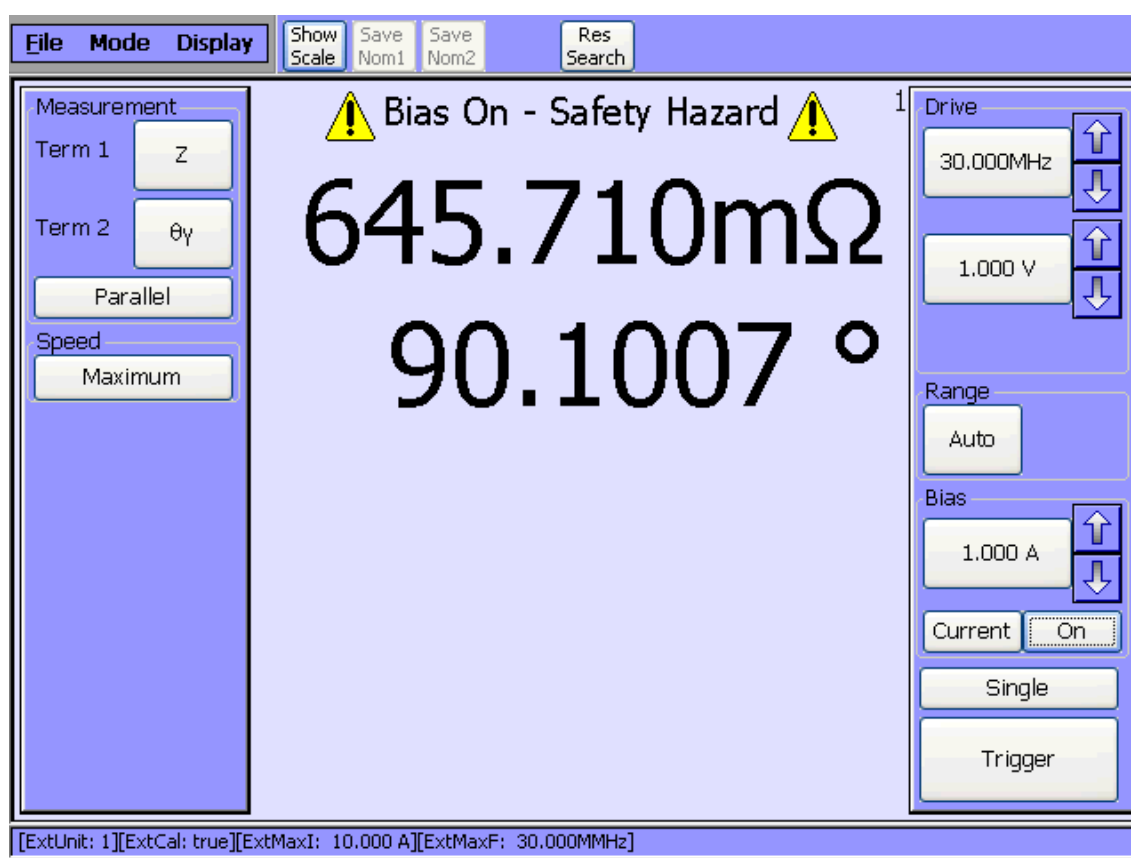 File Mode Display
Show Scale
Save Nom1
Save Nom2
Res Search
Measurement
Term 1 Z
Term 2 θγ
Parallel
Speed
Maximum
Bias On - Safety Hazard
1
645.710mΩ
90.1007 °
Drive
30.000MHz
1.000 V
Range
Auto
Bias
1.000 A
Current On
Single
Trigger
[ExtUnit: 1][ExtCal: true][ExtMaxI: 10.000 A][ExtMaxF: 30.000MMHz]